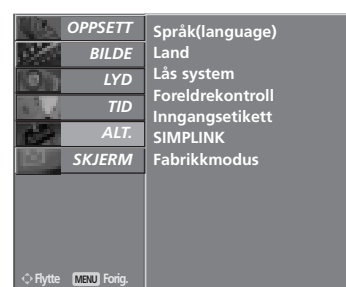 OPPSETT
BILDE
LYD
TID
ALT.
SKJERM
Flytte MENU Forig.
Språk(language)
Land
Lås system
Foreldrekontroll
Inngangsetikett
SIMPLINK
Fabrikkmodus